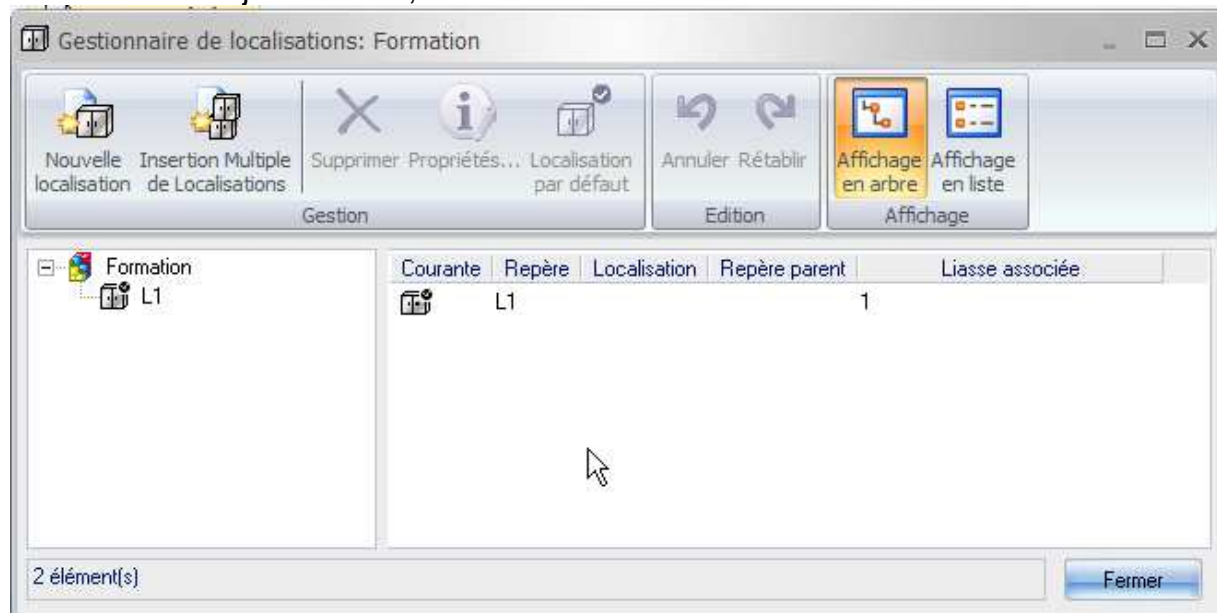 Gestionnaire de localisations: Formation
Nouvelle localisation
Insertion Multiple de Localisations
Supprimer
Propriétés...
Localisation par défaut
Gestion
Annuler
Rétablir
Edition
Affichage en arbre
Affichage en liste
Affichage
Formation
L1
Courante Repère Localisation Repère parent Liasse associée
L1 1
2 élément(s)
Fermer